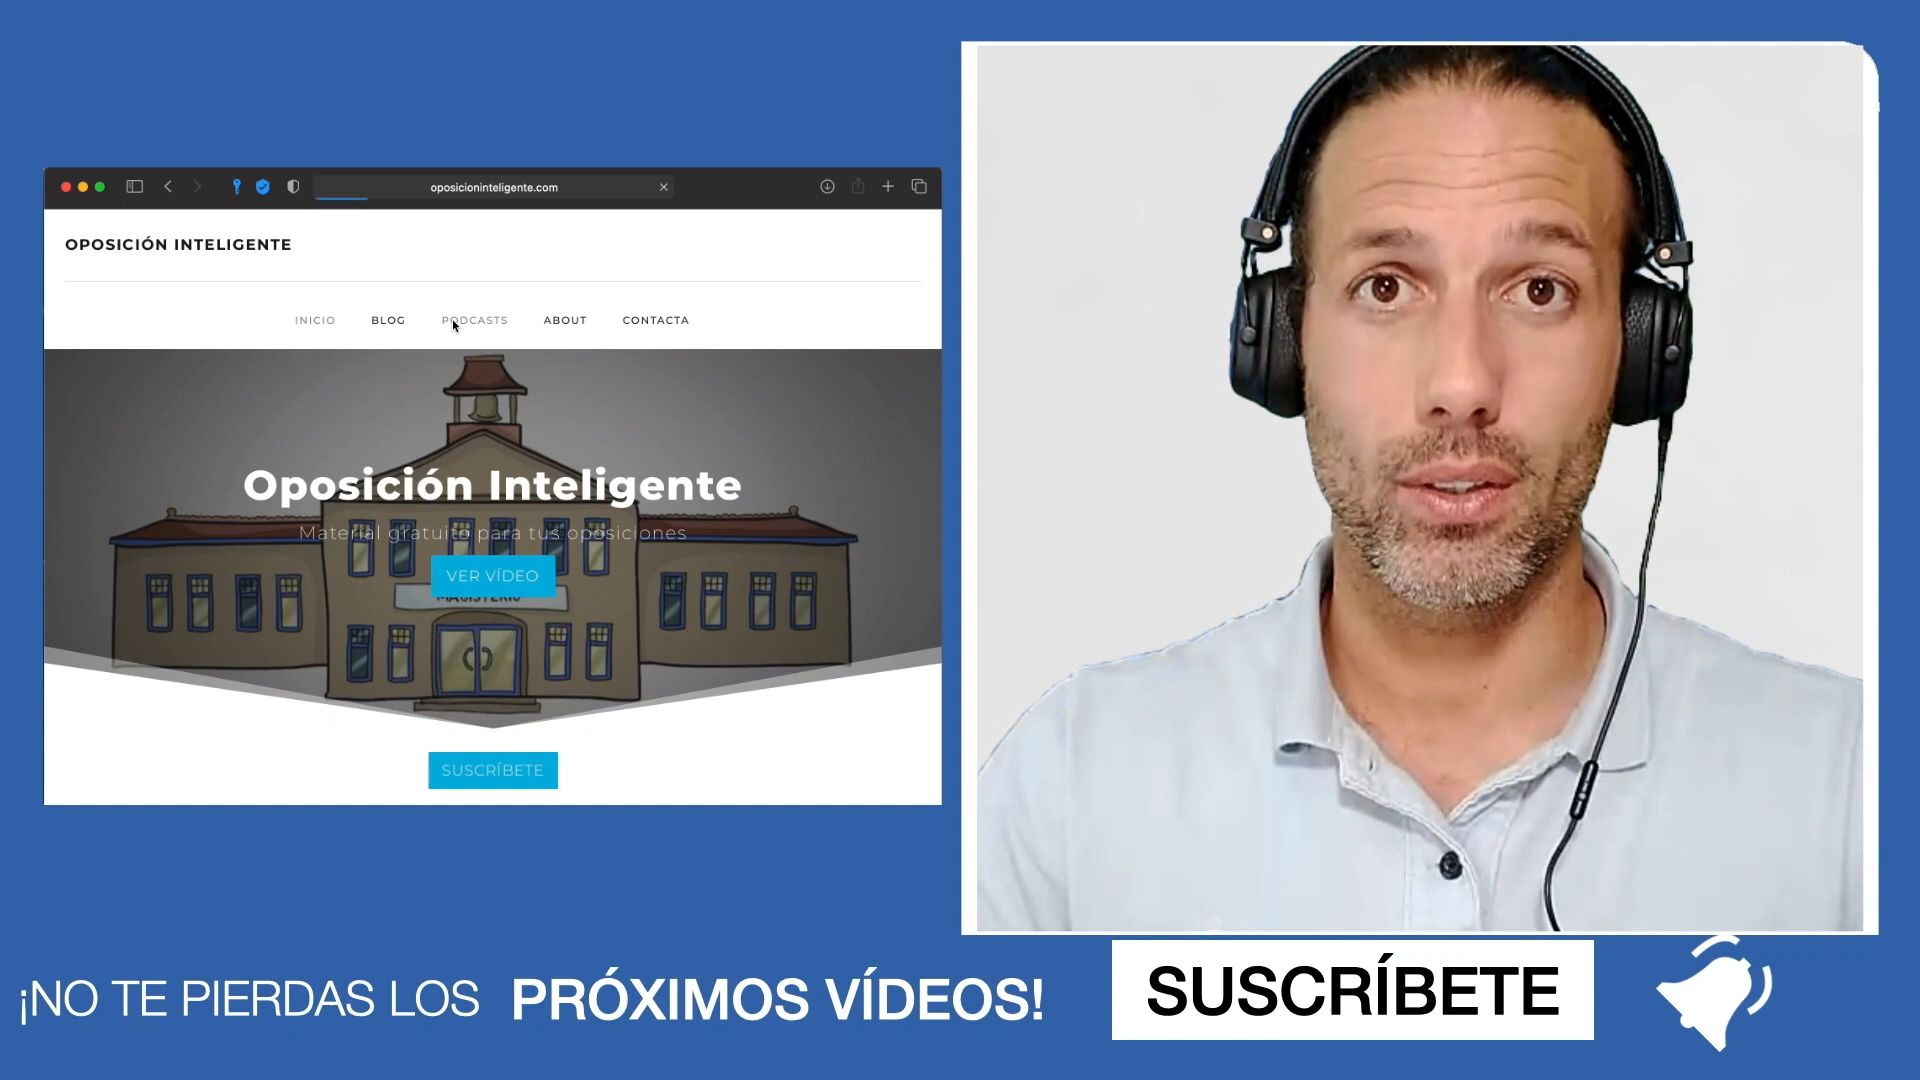 oposicioninteligente.com
OPOSICIÓN INTELIGENTE
INICIO BLOG PODCASTS ABOUT CONTACTA
Oposición Inteligente
Material gratuito para tus oposiciones
VER VÍDEO
MAGISTERIO
SUSCRÍBETE
¡NO TE PIERDAS LOS PRÓXIMOS VÍDEOS!
SUSCRÍBETE